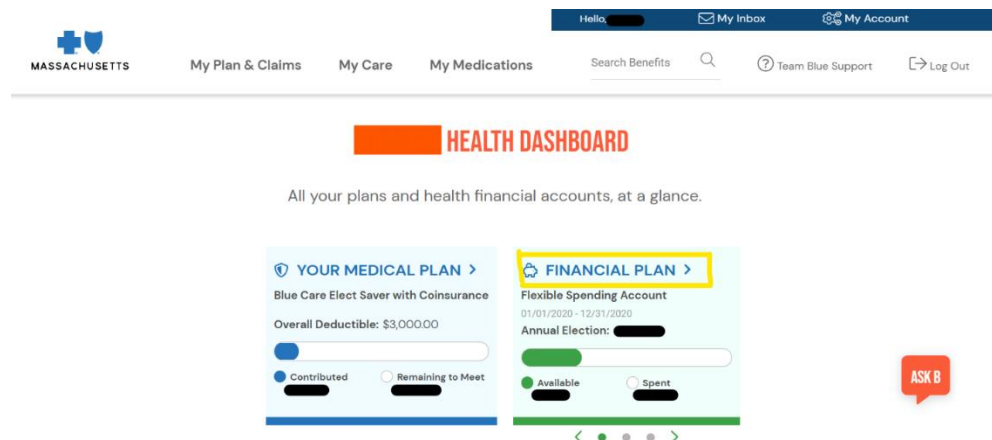 Hello,
My Inbox
My Account
MASSACHUSETTS
My Plan & Claims
My Care
My Medications
Search Benefits
Team Blue Support
Log Out
HEALTH DASHBOARD
All your plans and health financial accounts, at a glance.
YOUR MEDICAL PLAN >
Blue Care Elect Saver with Coinsurance
Overall Deductible: $3,000.00
Contributed
Remaining to Meet
FINANCIAL PLAN >
Flexible Spending Account
01/01/2020 - 12/31/2020
Annual Election:
Available
Spent
ASK B